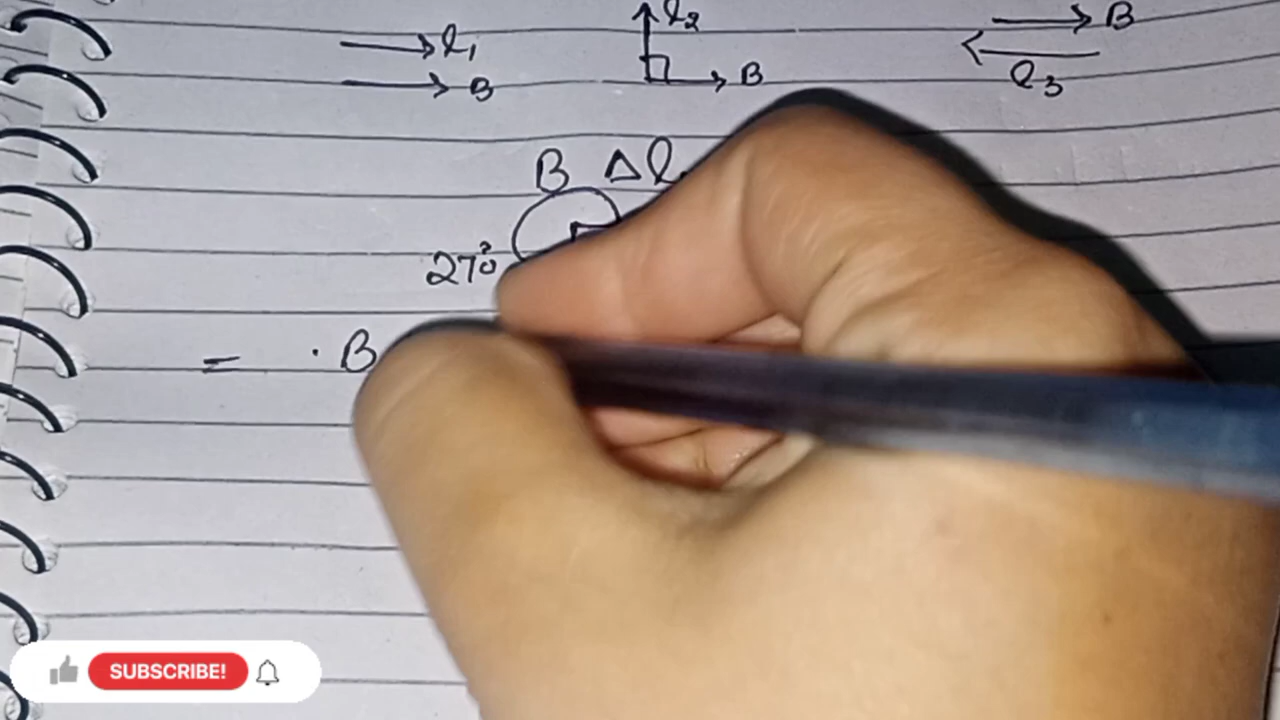 l₂ B
l₁ B
B l₃
B Δl
270°
= · B
SUBSCRIBE!